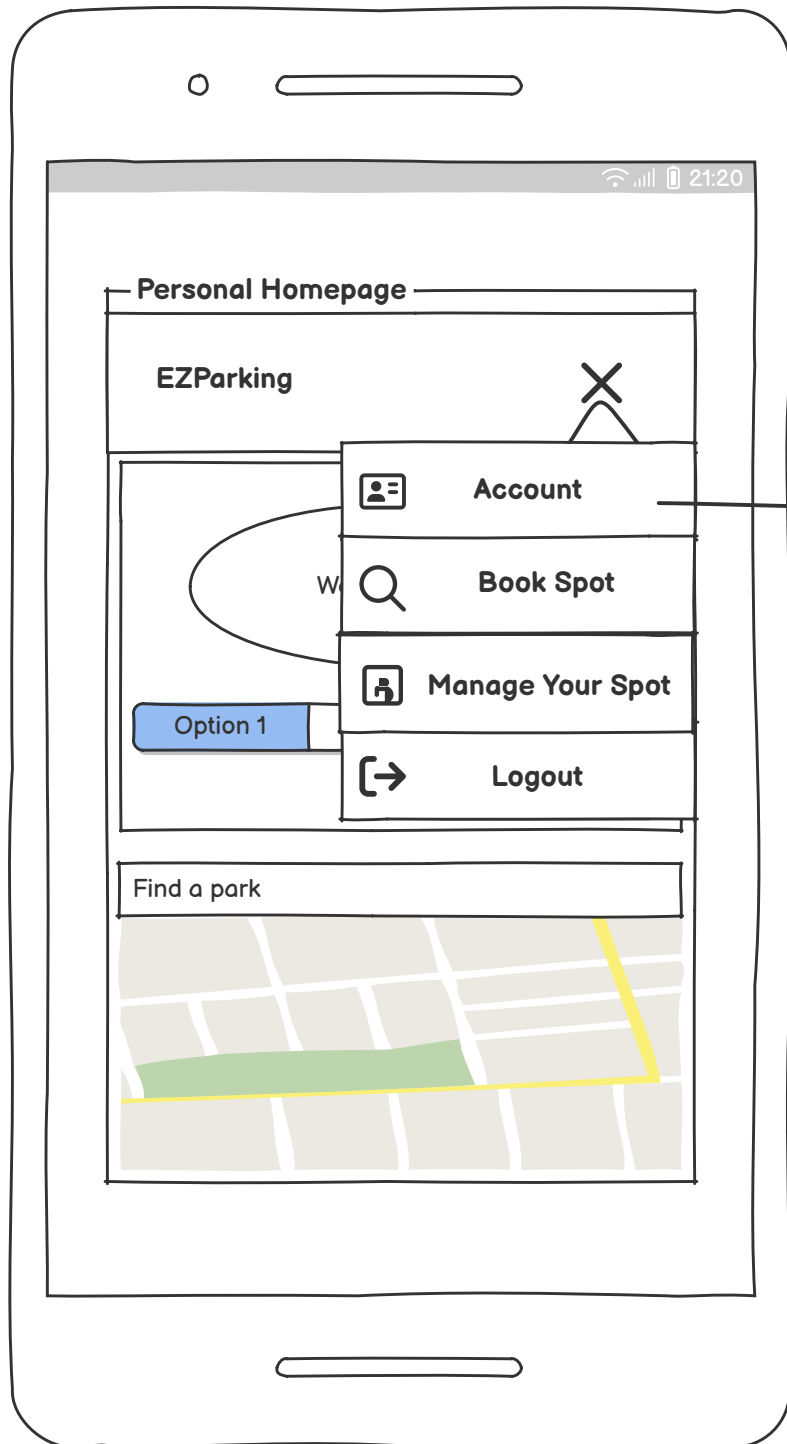 21:20
Personal Homepage
EZParking
Account
Book Spot
Manage Your Spot
Logout
Option 1
Find a park